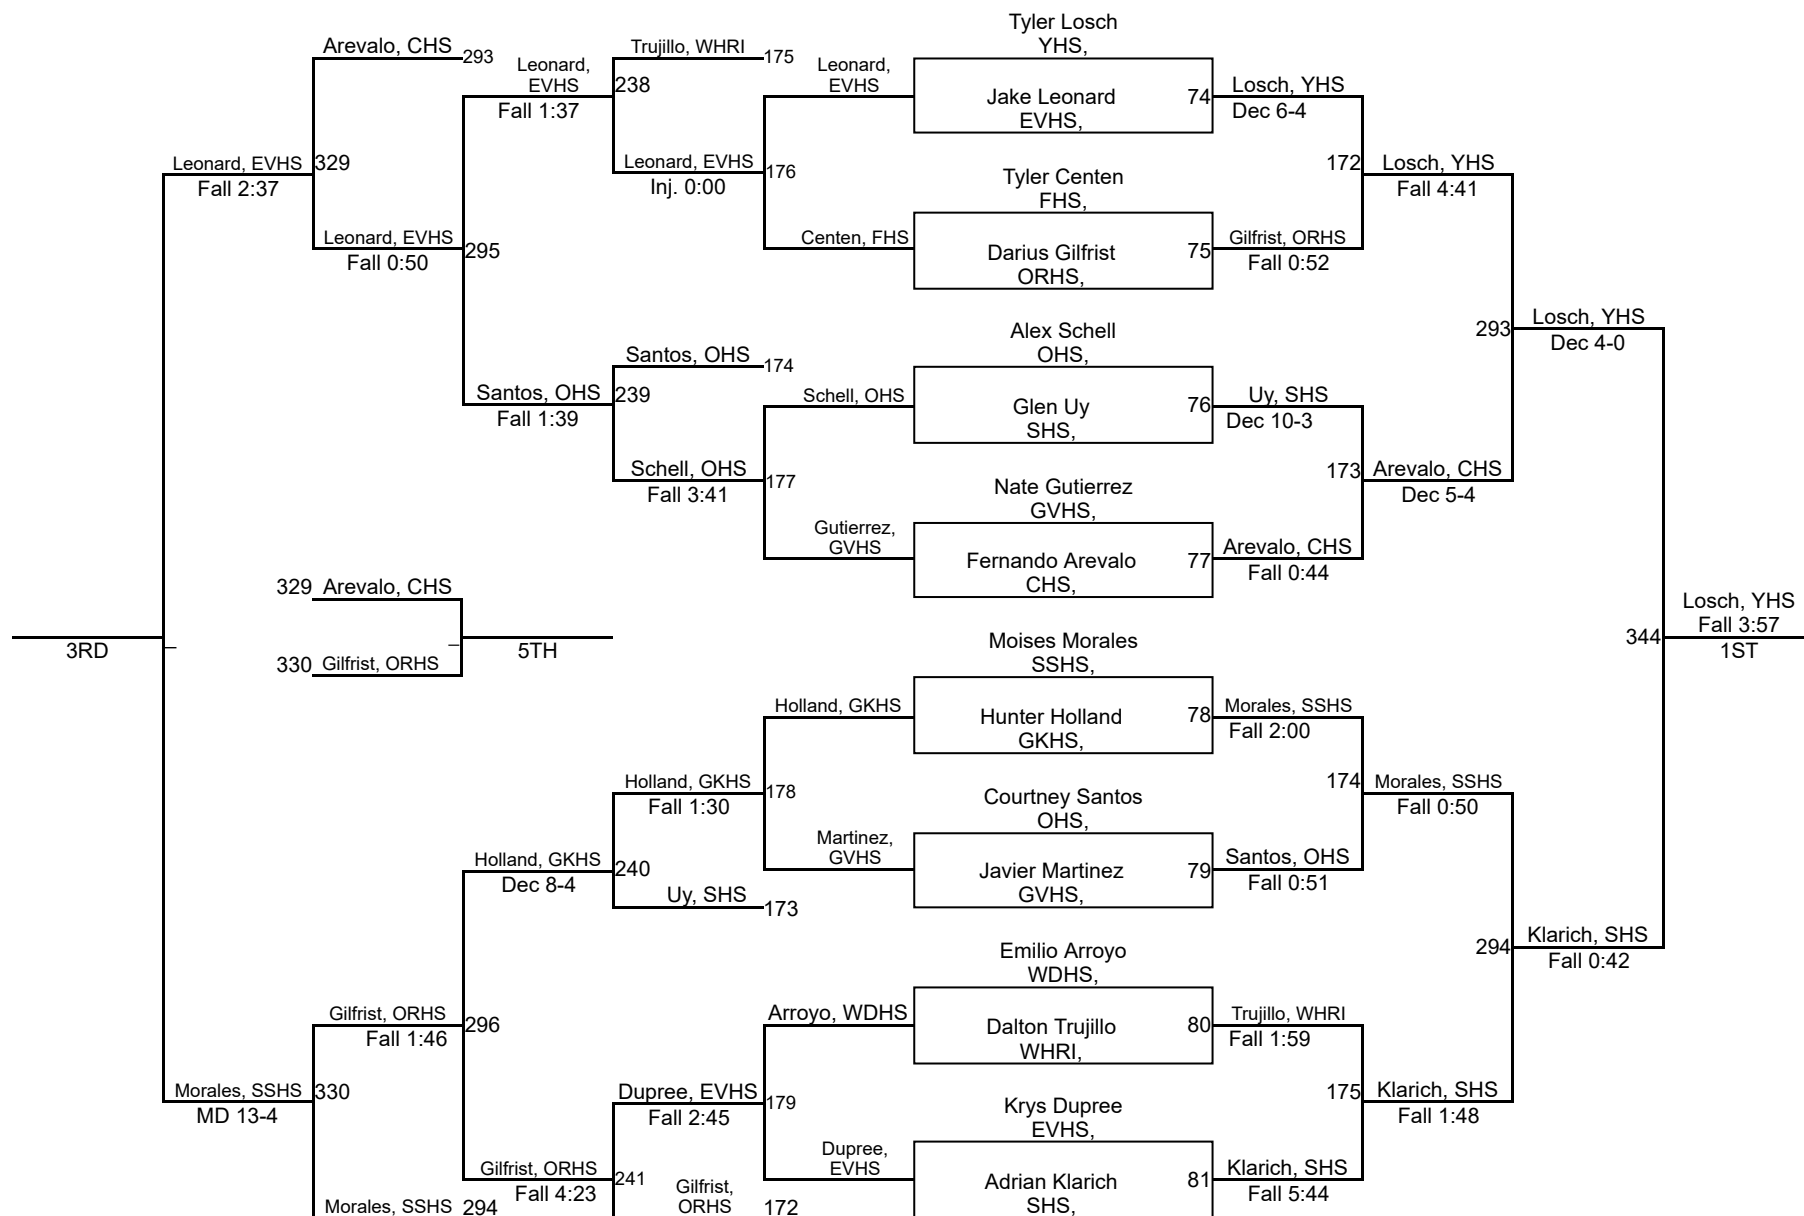 Tyler Losch
YHS,
Arevalo, CHS
293
Leonard,
EVHS
Fall 1:37
Trujillo, WHRI
175
238
Leonard,
EVHS
Jake Leonard
EVHS,
74
Losch, YHS
Dec 6-4
Leonard, EVHS
Fall 2:37
329
Leonard, EVHS
Inj. 0:00
176
Tyler Centen
FHS,
172
Losch, YHS
Fall 4:41
Leonard, EVHS
Fall 0:50
295
Centen, FHS
Darius Gilfrist
ORHS,
75
Gilfrist, ORHS
Fall 0:52
Alex Schell
OHS,
293
Losch, YHS
Dec 4-0
Santos, OHS
174
Santos, OHS
Fall 1:39
239
Schell, OHS
Glen Uy
SHS,
76
Uy, SHS
Dec 10-3
Schell, OHS
Fall 3:41
177
Nate Gutierrez
GVHS,
173
Arevalo, CHS
Dec 5-4
Gutierrez,
GVHS
Fernando Arevalo
CHS,
77
Arevalo, CHS
Fall 0:44
329
Arevalo, CHS
3RD
5TH
330
Gilfrist, ORHS
Moises Morales
SSHS,
344
Losch, YHS
Fall 3:57
1ST
Holland, GKHS
Hunter Holland
GKHS,
78
Morales, SSHS
Fall 2:00
Holland, GKHS
Fall 1:30
178
Courtney Santos
OHS,
174
Morales, SSHS
Fall 0:50
Holland, GKHS
Dec 8-4
240
Uy, SHS
173
Martinez,
GVHS
Javier Martinez
GVHS,
79
Santos, OHS
Fall 0:51
Emilio Arroyo
WDHS,
294
Klarich, SHS
Fall 0:42
Gilfrist, ORHS
Fall 1:46
296
Arroyo, WDHS
Dalton Trujillo
WHRI,
80
Trujillo, WHRI
Fall 1:59
Morales, SSHS
MD 13-4
330
Dupree, EVHS
Fall 2:45
179
Krys Dupree
EVHS,
175
Klarich, SHS
Fall 1:48
Gilfrist, ORHS
Fall 4:23
241
Dupree,
EVHS
Adrian Klarich
SHS,
81
Klarich, SHS
Fall 5:44
Morales, SSHS
294
Gilfrist,
ORHS
172